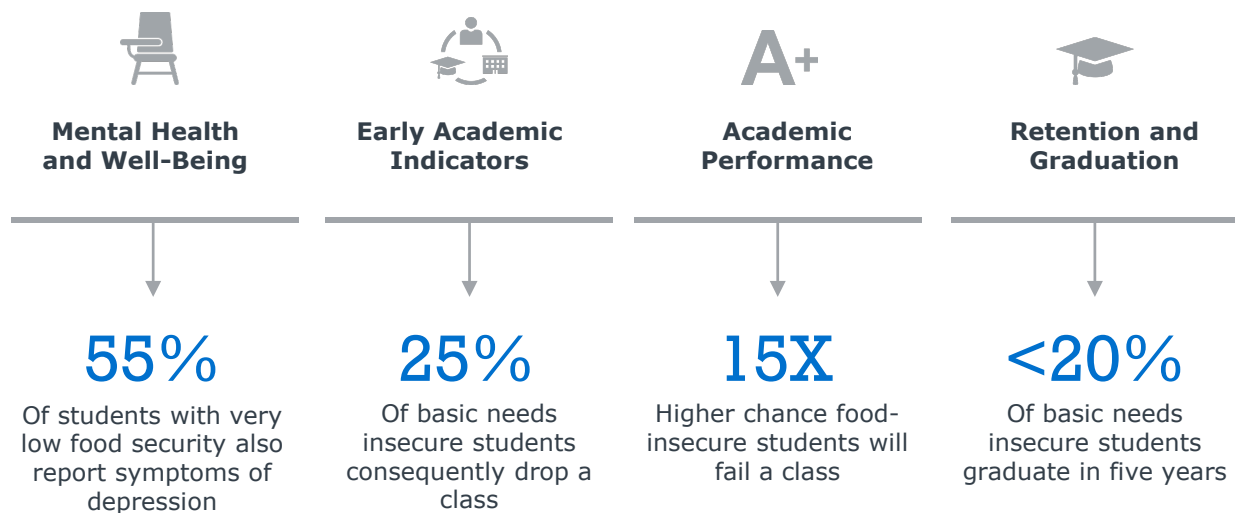 A+
Mental Health
and Well-Being
Early Academic
Indicators
Academic
Performance
Retention and
Graduation
55%
Of students with very
low food security also
report symptoms of
depression
25%
Of basic needs
insecure students
consequently drop a
class
15X
Higher chance food-
insecure students will
fail a class
<20%
Of basic needs
insecure students
graduate in five years